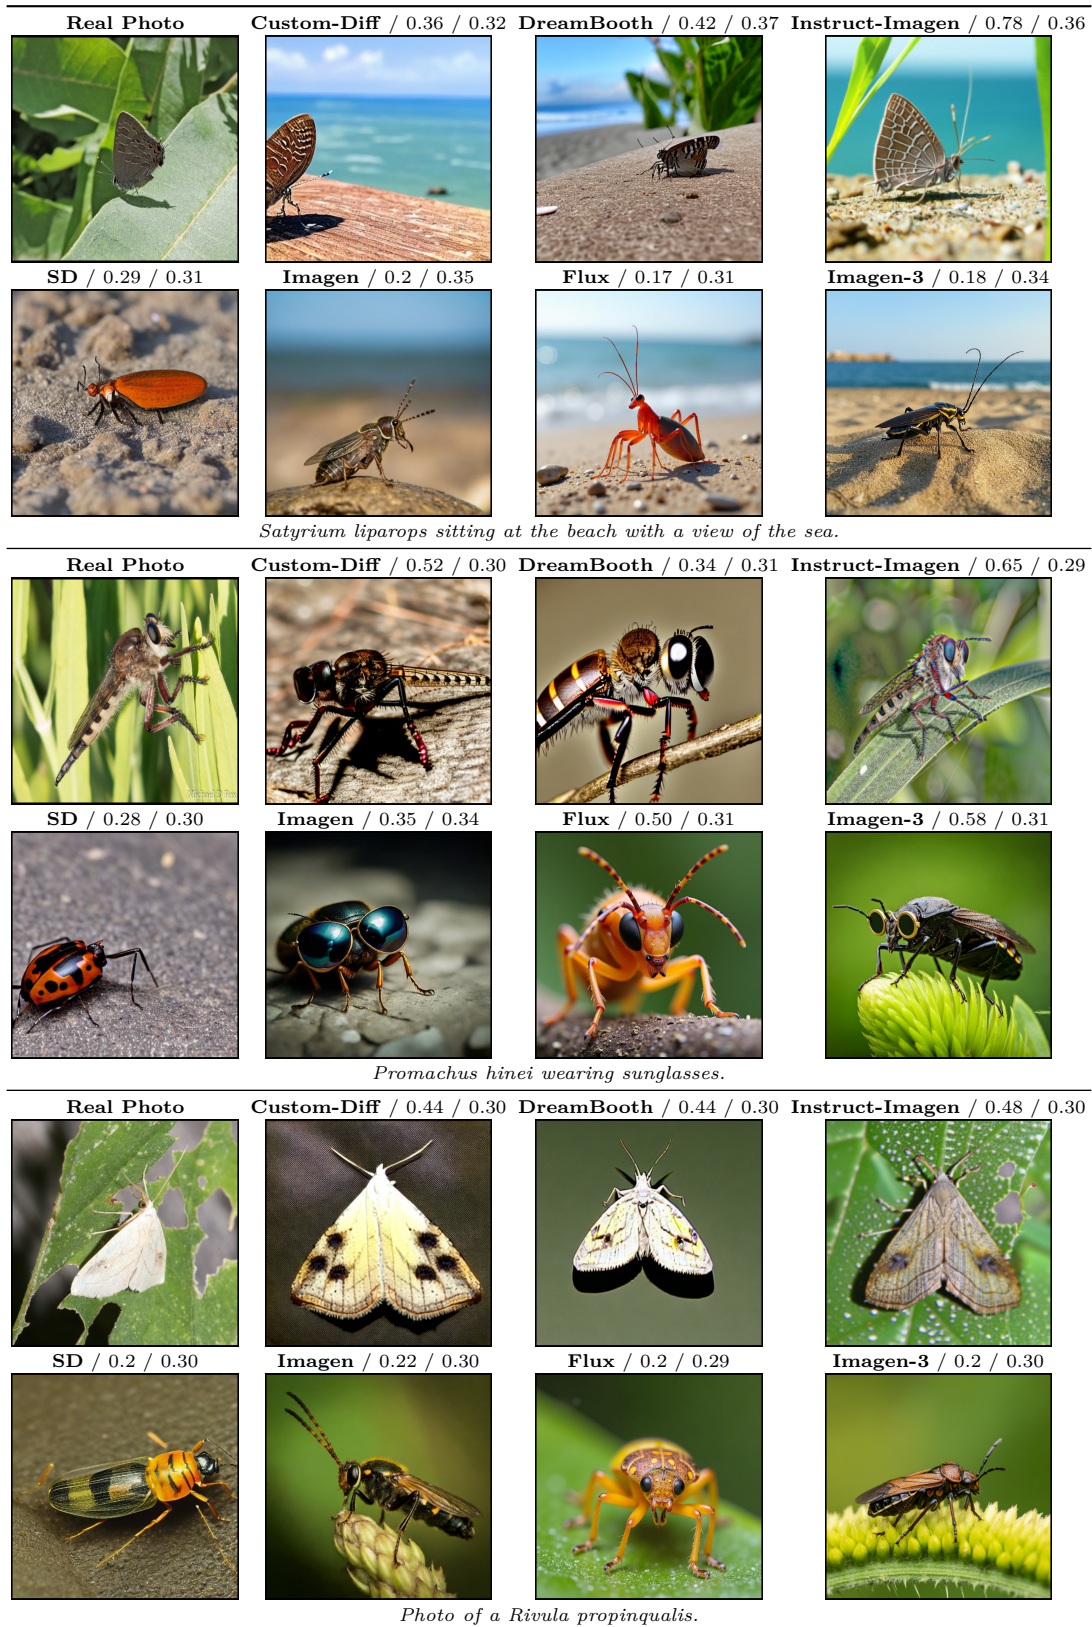 Real Photo Custom-Diff / 0.36 / 0.32 DreamBooth / 0.42 / 0.37 Instruct-Imagen / 0.78 / 0.36
SD / 0.29 / 0.31 Imagen / 0.2 / 0.35 Flux / 0.17 / 0.31 Imagen-3 / 0.18 / 0.34
Satyrium liparops sitting at the beach with a view of the sea.
Real Photo Custom-Diff / 0.52 / 0.30 DreamBooth / 0.34 / 0.31 Instruct-Imagen / 0.65 / 0.29
SD / 0.28 / 0.30 Imagen / 0.35 / 0.34 Flux / 0.50 / 0.31 Imagen-3 / 0.58 / 0.31
Promachus hinei wearing sunglasses.
Real Photo Custom-Diff / 0.44 / 0.30 DreamBooth / 0.44 / 0.30 Instruct-Imagen / 0.48 / 0.30
SD / 0.2 / 0.30 Imagen / 0.22 / 0.30 Flux / 0.2 / 0.29 Imagen-3 / 0.2 / 0.30
Photo of a Rivula propinqualis.